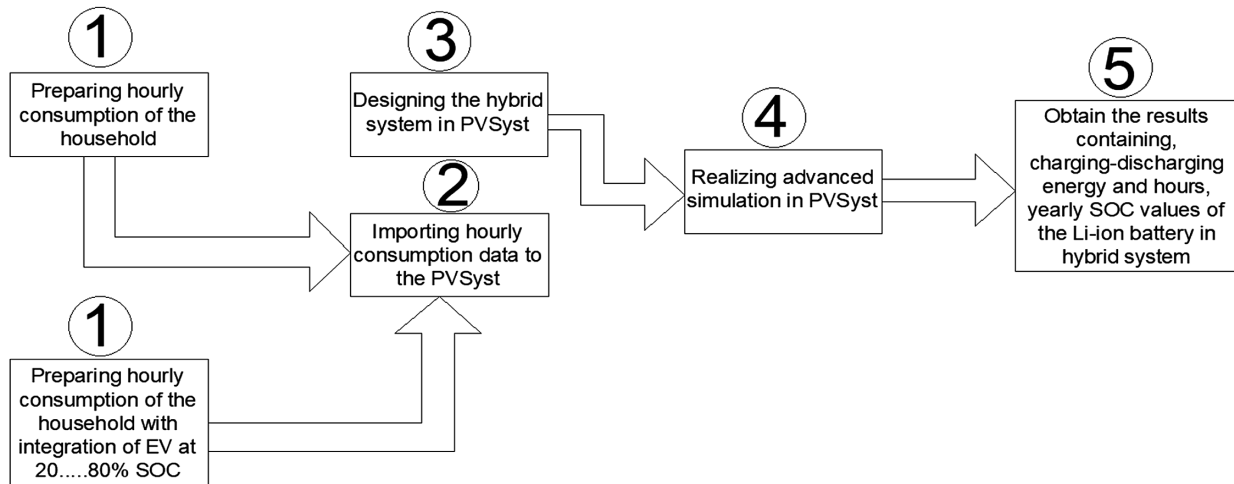 1
Preparing hourly
consumption of the
household
1
Preparing hourly
consumption of the
household with
integration of EV at
20.....80% SOC
2
Importing hourly
consumption data to
the PVSyst
3
Designing the hybrid
system in PVSyst
4
Realizing advanced
simulation in PVSyst
5
Obtain the results
containing,
charging-discharging
energy and hours,
yearly SOC values of
the Li-ion battery in
hybrid system